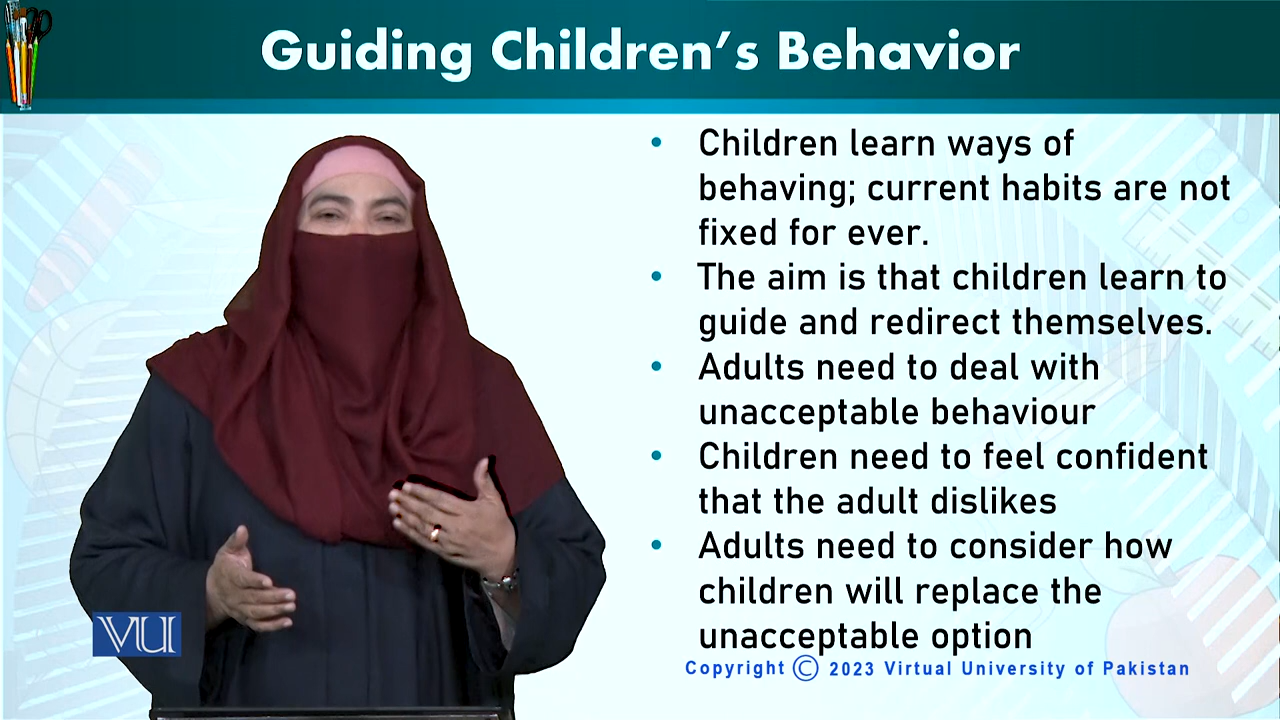 Guiding Children's Behavior
• Children learn ways of
behaving; current habits are not
fixed for ever.
• The aim is that children learn to
guide and redirect themselves.
• Adults need to deal with
unacceptable behaviour
• Children need to feel confident
that the adult dislikes
• Adults need to consider how
children will replace the
unacceptable option
VU
Copyright © 2023 Virtual University of Pakistan